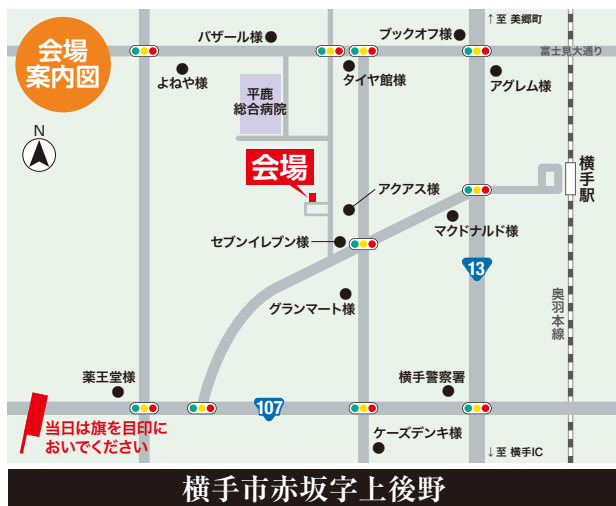 会場
案内図
バザール様
ブックオフ様
↑至 美郷町
富士見大通り
よねや様
平鹿
総合病院
タイヤ館様
アグレム様
N
会場
アクアス様
横手駅
セブンイレブン様
マクドナルド様
13
グランマート様
奥羽本線
薬王堂様
横手警察署
107
当日は旗を目印に
おいでください
ケーズデンキ様
↓至 横手IC
横手市赤坂字上後野